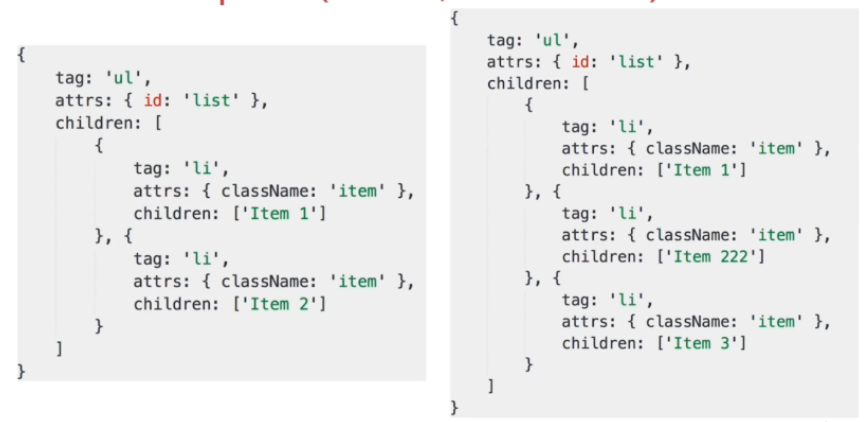 {
    tag: 'ul',
    attrs: { id: 'list' },
    children: [
        {
            tag: 'li',
            attrs: { className: 'item' },
            children: ['Item 1']
        }, {
            tag: 'li',
            attrs: { className: 'item' },
            children: ['Item 2']
        }
    ]
}
{
    tag: 'ul',
    attrs: { id: 'list' },
    children: [
        {
            tag: 'li',
            attrs: { className: 'item' },
            children: ['Item 1']
        }, {
            tag: 'li',
            attrs: { className: 'item' },
            children: ['Item 222']
        }, {
            tag: 'li',
            attrs: { className: 'item' },
            children: ['Item 3']
        }
    ]
}